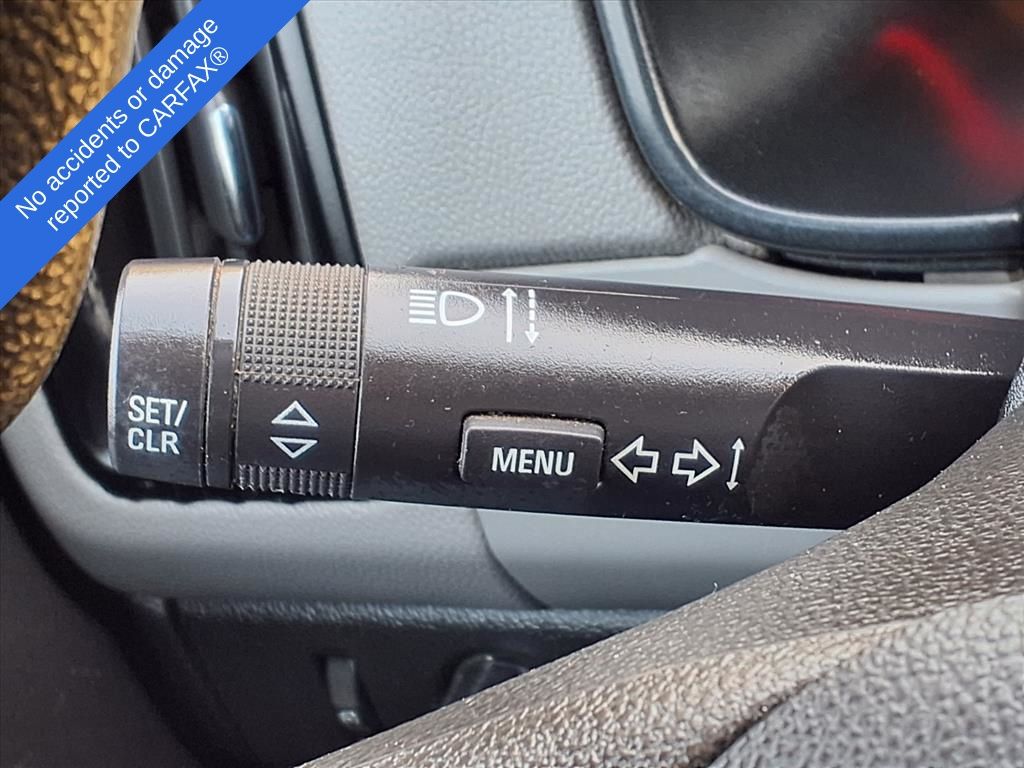 No accidents or damage
reported to CARFAX®
SET/
CLR
MENU